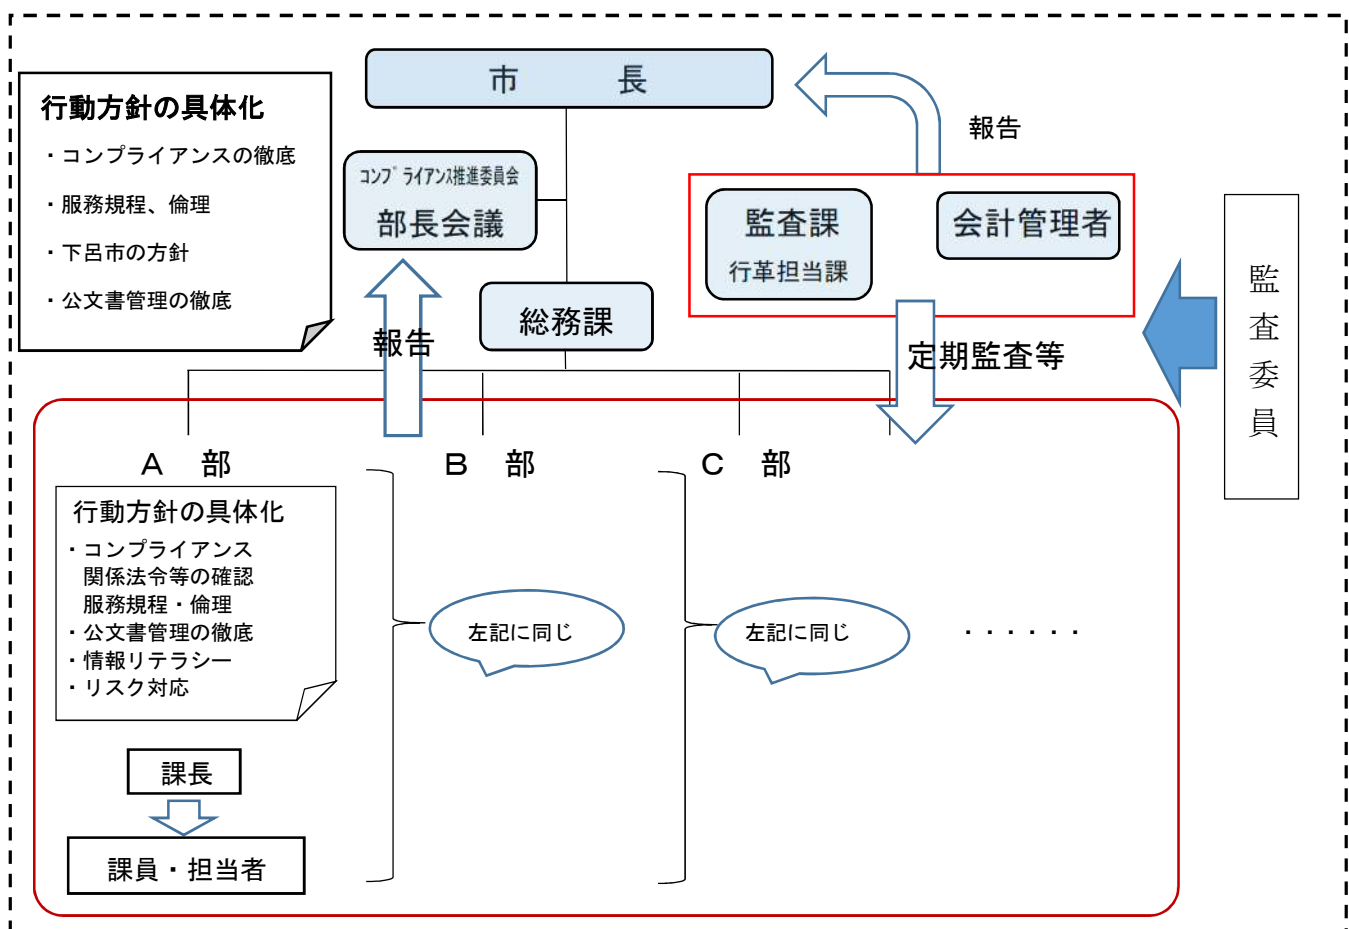 市　　　長
行動方針の具体化
・コンプライアンスの徹底
・服務規程、倫理
・下呂市の方針
・公文書管理の徹底
コンプライアンス推進委員会
部長会議
報告
監査課
行革担当課
会計管理者
監査委員
総務課
報告
定期監査等
A　部
B　部
C　部
行動方針の具体化
・コンプライアンス
関係法令等の確認
服務規程・倫理
・公文書管理の徹底
・情報リテラシー
・リスク対応
左記に同じ
左記に同じ
・・・・・・
課長
課員・担当者